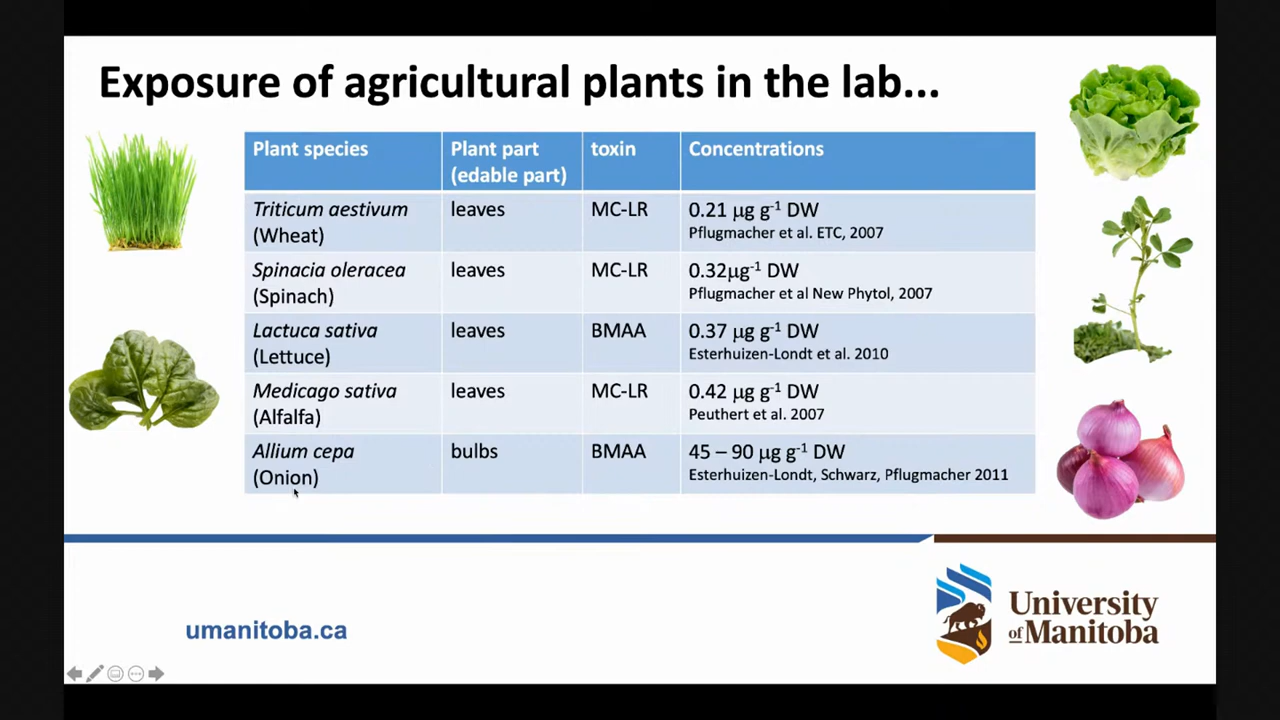 Exposure of agricultural plants in the lab...
Plant species
Plant part
(edable part)
toxin
Concentrations
Triticum aestivum
(Wheat)
leaves
MC-LR
0.21 µg g⁻¹ DW
Pflugmacher et al. ETC, 2007
Spinacia oleracea
(Spinach)
leaves
MC-LR
0.32µg⁻¹ DW
Pflugmacher et al New Phytol, 2007
Lactuca sativa
(Lettuce)
leaves
BMAA
0.37 µg g⁻¹ DW
Esterhuizen-Londt et al. 2010
Medicago sativa
(Alfalfa)
leaves
MC-LR
0.42 µg g⁻¹ DW
Peuthert et al. 2007
Allium cepa
(Onion)
bulbs
BMAA
45 – 90 µg g⁻¹ DW
Esterhuizen-Londt, Schwarz, Pflugmacher 2011
umanitoba.ca
University
of Manitoba